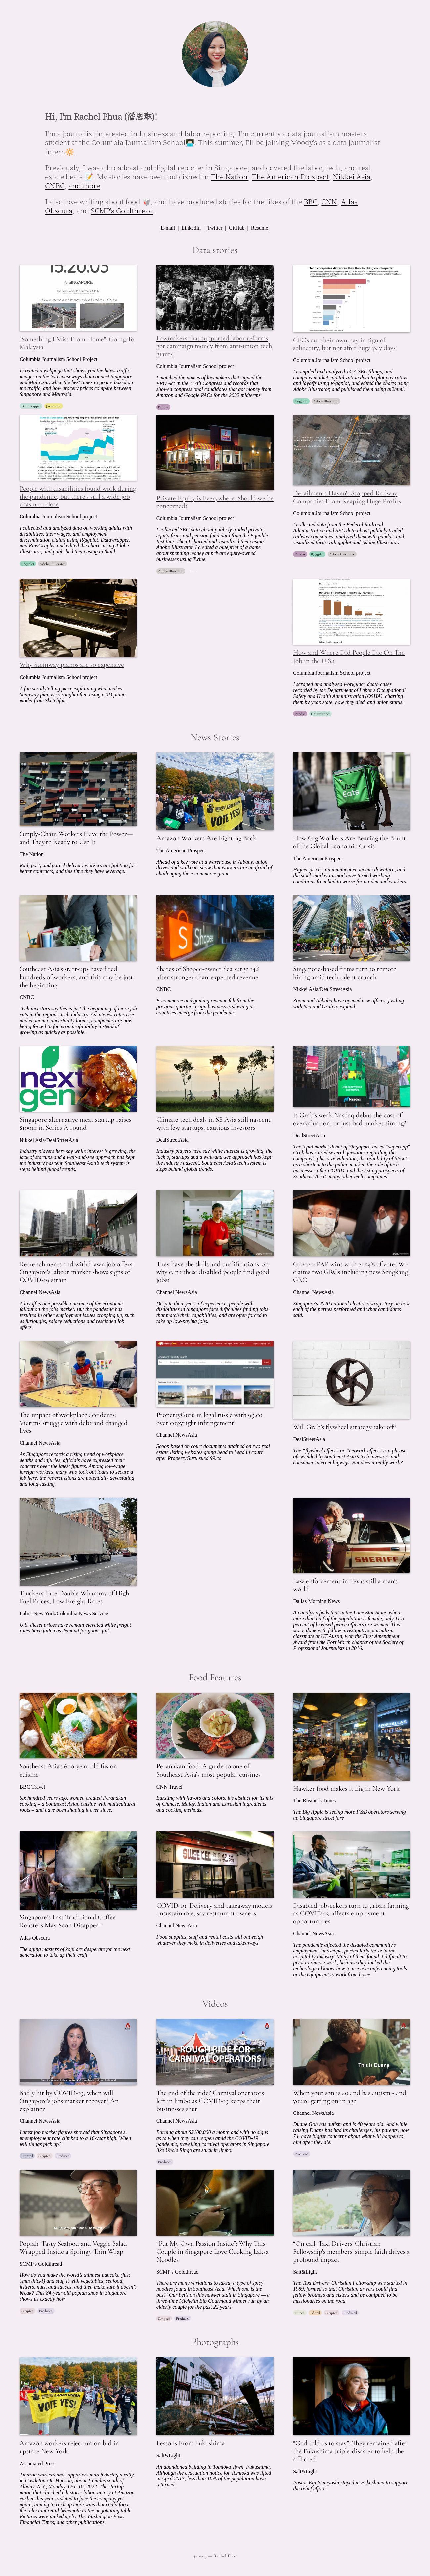 Hi, I'm Rachel Phua (潘恩琳)!
I'm a journalist interested in business and labor reporting. I'm currently a data journalism masters
student at the Columbia Journalism School👩🏻‍💻. This summer, I'll be joining Moody's as a data journalist
intern🔆.
Previously, I was a broadcast and digital reporter in Singapore, and covered the labor, tech, and real
estate beats 📝. My stories have been published in The Nation, The American Prospect, Nikkei Asia,
CNBC, and more.
I also love writing about food 🥡, and have produced stories for the likes of the BBC, CNN, Atlas
Obscura, and SCMP's Goldthread.
E-mail | LinkedIn | Twitter | GitHub | Resume
Data stories
15:20:03
IN SINGAPORE.
"Something I Miss From Home": Going To
Malaysia
Columbia Journalism School Project
I created a webpage that shows you the latest traffic
images at the two causeways that connect Singapore
and Malaysia, when the best times to go are based on
the traffic, and how grocery prices compare between
Singapore and Malaysia.
Datawrapper Javascript
Lawmakers that supported labor reforms
got campaign money from anti-union tech
giants
Columbia Journalism School project
I matched the names of lawmakers that signed the
PRO Act in the 117th Congress and records that
showed congressional candidates that got money from
Amazon and Google PACs for the 2022 midterms.
Pandas
CEOs cut their own pay in sign of
solidarity, but not after huge pay days
Columbia Journalism School project
I compiled and analyzed 14-A SEC filings, and
company market capitalization data to get pay ratios
and layoffs using R/ggplot, and edited the charts using
Adobe Illustrator, and published them using ai2html.
R/ggplot Adobe Illustrator
People with disabilities found work during
the pandemic, but there's still a wide job
chasm to close
Columbia Journalism School project
I collected and analyzed data on working adults with
disabilities, their wages, and employment
discrimination claims using R/ggplot, Datawrapper,
and RawGraphs, edited the charts using Adobe
Illustrator, and published them using ai2html.
R/ggplot Adobe Illustrator
Private Equity is Everywhere. Should we be
concerned?
Columbia Journalism School project
I collected SEC data about publicly traded private
equity firms and pension fund data from the Equable
Institute. Then I charted and visualized them using
Adobe Illustrator. I created a blueprint of a game
about spending money at private equity-owned
businesses using Twine.
Adobe Illustrator
Derailments Haven't Stopped Railway
Companies From Reaping Huge Profits
Columbia Journalism School project
I collected data from the Federal Railroad
Administration and SEC data about publicly traded
railway companies, analyzed them with pandas, and
visualized them with ggplot and Adobe Illustrator.
Pandas R/ggplot Adobe Illustrator
Why Steinway pianos are so expensive
Columbia Journalism School project
A fun scrollytelling piece explaining what makes
Steinway pianos so sought after, using a 3D piano
model from Sketchfab.
How and Where Did People Die On The
Job in the U.S.?
Columbia Journalism School project
I scraped and analyzed workplace death cases
recorded by the Department of Labor's Occupational
Safety and Health Administration (OSHA), charting
them by year, state, how they died, and union status.
Pandas Datawrapper
News Stories
Supply-Chain Workers Have the Power—
and They're Ready to Use It
The Nation
Rail, port, and parcel delivery workers are fighting for
better contracts, and this time they have leverage.
VOTE YES!
Amazon Workers Are Fighting Back
The American Prospect
Ahead of a key vote at a warehouse in Albany, union
drives and walkouts show that workers are unafraid of
challenging the e-commerce giant.
Uber
Eats
How Gig Workers Are Bearing the Brunt
of the Global Economic Crisis
The American Prospect
Higher prices, an imminent economic downturn, and
the stock market turmoil have turned working
conditions from bad to worse for on-demand workers.
Southeast Asia's start-ups have fired
hundreds of workers, and this may be just
the beginning
CNBC
Tech investors say this is just the beginning of more job
cuts in the region's tech industry. As interest rates rise
and economic uncertainty looms, companies are now
being forced to focus on profitability instead of
growing as quickly as possible.
Shopee
Shares of Shopee-owner Sea surge 14%
after stronger-than-expected revenue
CNBC
E-commerce and gaming revenue fell from the
previous quarter, a sign business is slowing as
countries emerge from the pandemic.
Singapore-based firms turn to remote
hiring amid tech talent crunch
Nikkei Asia/DealStreetAsia
Zoom and Alibaba have opened new offices, jostling
with Sea and Grab to expand.
next
gen
Singapore alternative meat startup raises
$100m in Series A round
Nikkei Asia/DealStreetAsia
Industry players here say while interest is growing, the
lack of startups and a wait-and-see approach has kept
the industry nascent. Southeast Asia's tech system is
steps behind global trends.
Climate tech deals in SE Asia still nascent
with few startups, cautious investors
DealStreetAsia
Industry players here say while interest is growing, the
lack of startups and a wait-and-see approach has kept
the industry nascent. Southeast Asia's tech system is
steps behind global trends.
Is Grab's weak Nasdaq debut the cost of
overvaluation, or just bad market timing?
DealStreetAsia
The tepid market debut of Singapore-based "superapp"
Grab has raised several questions regarding the
company's pandemic valuation, the reliability of SPACs
as a shortcut to the public market, the role of tech
businesses after COVID, and the listing prospects of
Southeast Asia's many other tech companies.
Retrenchments and withdrawn job offers:
Singapore's labour market shows signs of
COVID-19 strain
Channel NewsAsia
A layoff is one possible outcome of the economic
fallout as the first marker. But the pandemic has
resulted in other employment issues cropping up, such
as furloughs, salary reductions and rescinded job
offers.
They have the skills and qualifications. So
why can't these disabled people find good
jobs?
Channel NewsAsia
Despite their years of experience, people with
disabilities in Singapore face difficulties finding jobs
that match their capabilities, and are often forced to
take up low-paying jobs.
GE2020: PAP wins with 61.24% of vote; WP
claims two GRCs including new Sengkang
GRC
Channel NewsAsia
Singapore's 2020 national elections wrap story on how
each of the parties performed and what candidates
said.
The impact of workplace accidents:
Victims struggle with debt and changed
lives
Channel NewsAsia
As Singapore records a rising trend of workplace
deaths and injuries, officials have expressed their
concerns over the latest figures. Among low-wage
foreign workers, many who took out loans to secure a
job here, the repercussions are potentially devastating
and long-lasting.
PropertyGuru in legal tussle with 99.co
over copyright infringement
Channel NewsAsia
Scoop based on court documents attained on two real
estate listing websites going head to head in court
after PropertyGuru sued 99.co.
Will Grab's flywheel strategy take off?
DealStreetAsia
The "flywheel effect" or "network effect" is a phrase
oft-wielded by Southeast Asia's tech investors and
consumer internet bigwigs. But does it really work?
Truckers Face Double Whammy of High
Fuel Prices, Low Freight Rates
Labor New York/Columbia News Service
U.S. diesel prices have remain elevated while freight
rates have fallen as demand for goods fall.
SHERIFF
Law enforcement in Texas still a man's
world
Dallas Morning News
An analysis finds that in the Lone Star State, where
more than half of the population is female, only 11.5
percent of licensed peace officers are women. This
story, done with fellow investigative journalism
classmate at UT Austin, won the First Amendment
Award from the Fort Worth chapter of the Society of
Professional Journalists in 2016.
Food Features
Southeast Asia's 600-year-old fusion
cuisine
BBC Travel
Six hundred years ago, women created Peranakan
cooking – a Southeast Asian cuisine with multicultural
roots – and have been shaping it ever since.
Peranakan food: A guide to one of
Southeast Asia's most popular cuisines
CNN Travel
Bursting with flavors and colors, it's distinct for its mix
of Chinese, Malay, Indian and Eurasian ingredients
and cooking methods.
Hawker food makes it big in New York
The Business Times
The Big Apple is seeing more F&B operators serving
up Singapore street fare
Singapore's Last Traditional Coffee
Roasters May Soon Disappear
Atlas Obscura
The aging masters of kopi are desperate for the next
generation to take up their craft.
COVID-19: Delivery and takeaway models
unsustainable, say restaurant owners
Channel NewsAsia
Food supplies, staff and rental costs will outweigh
whatever they make in deliveries and takeaways.
Disabled jobseekers turn to urban farming
as COVID-19 affects employment
opportunities
Channel NewsAsia
The pandemic affected the disabled community's
employment landscape, particularly those in the
hospitality industry. Many of them found it difficult to
pivot to remote work, because they lacked the
technological know-how to use teleconferencing tools
or the equipment to work from home.
Videos
Badly hit by COVID-19, when will
Singapore's jobs market recover? An
explainer
Channel NewsAsia
Latest job market figures showed that Singapore's
unemployment rate climbed to a 16-year high. When
will things pick up?
ROUGH RIDE FOR
CARNIVAL OPERATORS
The end of the ride? Carnival operators
left in limbo as COVID-19 keeps their
businesses shut
Channel NewsAsia
Burning about S$100,000 a month and with no signs
as to when they can reopen amid the COVID-19
pandemic, travelling carnival operators in Singapore
like Uncle Ringo are stuck in limbo.
Produced
This is Duane
When your son is 40 and has autism - and
you're getting on in age
Channel NewsAsia
Duane Goh has autism and is 40 years old. And while
raising Duane has had its challenges, his parents, now
74, have bigger concerns about what will happen to
him after they die.
Produced
Popiah: Tasty Seafood and Veggie Salad
Wrapped Inside a Springy Thin Wrap
SCMP's Goldthread
How do you make the world's thinnest pancake (just
1mm thick!) and stuff it with vegetables, seafood,
fritters, nuts, and sauces, and then make sure it doesn't
break? This 84-year-old popiah shop in Singapore
shows us exactly how.
Scripted Produced
"Put My Own Passion Inside": Why This
Couple in Singapore Love Cooking Laksa
Noodles
SCMP's Goldthread
There are many variations to laksa, a type of spicy
noodles found in Southeast Asia. Which one is the
best? Our bet's on this hawker stall in Singapore — a
three-time Michelin Bib Gourmand winner run by an
elderly couple for the past 22 years.
Scripted Produced
"On call: Taxi Drivers' Christian
Fellowship's members' simple faith drives a
profound impact
Salt&Light
The Taxi Drivers' Christian Fellowship was started in
1989, formed so that Christian drivers could find
fellow brothers and sisters and be equipped to be
missionaries on the road.
Filmed Edited Scripted Produced
Photographs
VOTE YES!
Amazon workers reject union bid in
upstate New York
Associated Press
Amazon workers and supporters march during a rally
in Castleton-On-Hudson, about 15 miles south of
Albany, N.Y., Monday, Oct. 10, 2022. The startup
union that clinched a historic labor victory at Amazon
earlier this year is slated to face the company yet
again, aiming to rack up more wins that could force
the reluctant retail behemoth to the negotiating table.
Pictures were picked up by The Washington Post,
Financial Times, and other publications.
Lessons From Fukushima
Salt&Light
An abandoned building in Tomioka Town, Fukushima.
Although the evacuation notice for Tomioka was lifted
in April 2017, less than 10% of the population have
returned.
"God told us to stay": They remained after
the Fukushima triple-disaster to help the
afflicted
Salt&Light
Pastor Eiji Sumiyoshi stayed in Fukushima to support
the relief efforts.
© 2023 — Rachel Phua